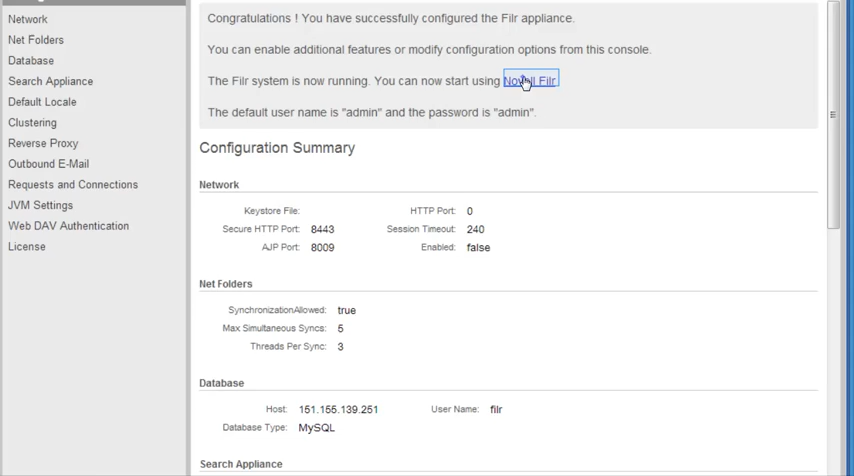 Network
Net Folders
Database
Search Appliance
Default Locale
Clustering
Reverse Proxy
Outbound E-Mail
Requests and Connections
JVM Settings
Web DAV Authentication
License
Congratulations ! You have successfully configured the Filr appliance.
You can enable additional features or modify configuration options from this console.
The Filr system is now running. You can now start using Novell Filr.
The default user name is "admin" and the password is "admin".
Configuration Summary
Network
Keystore File: HTTP Port: 0
Secure HTTP Port: 8443 Session Timeout: 240
AJP Port: 8009 Enabled: false
Net Folders
SynchronizationAllowed: true
Max Simultaneous Syncs: 5
Threads Per Sync: 3
Database
Host: 151.155.139.251 User Name: filr
Database Type: MySQL
Search Appliance